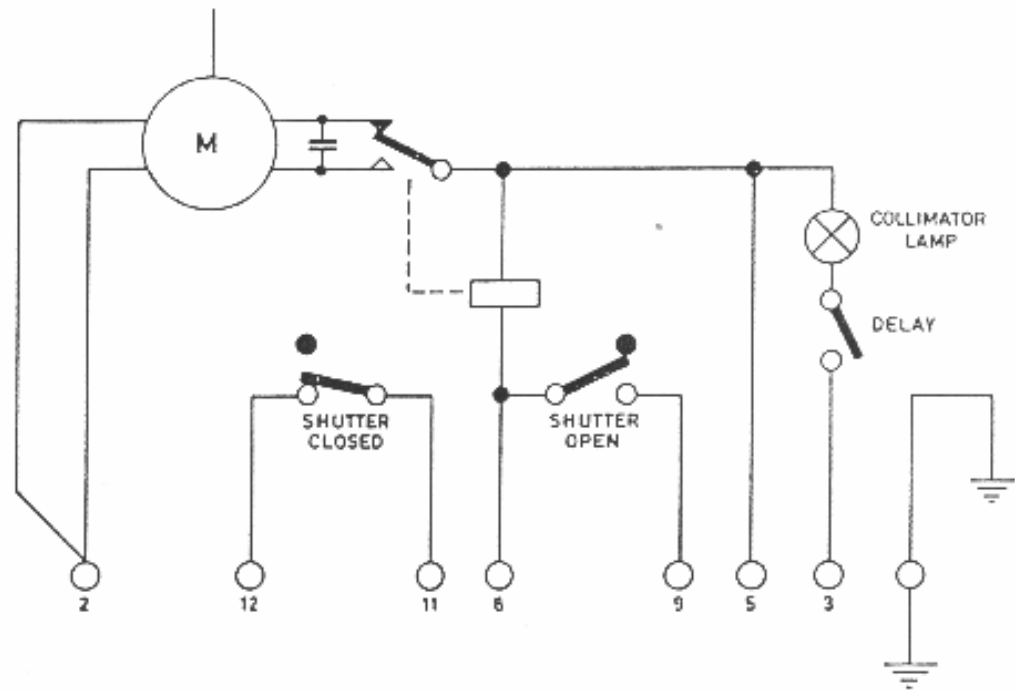 M
COLLIMATOR
LAMP
DELAY
SHUTTER
CLOSED
SHUTTER
OPEN
2
12
11
6
9
5
3